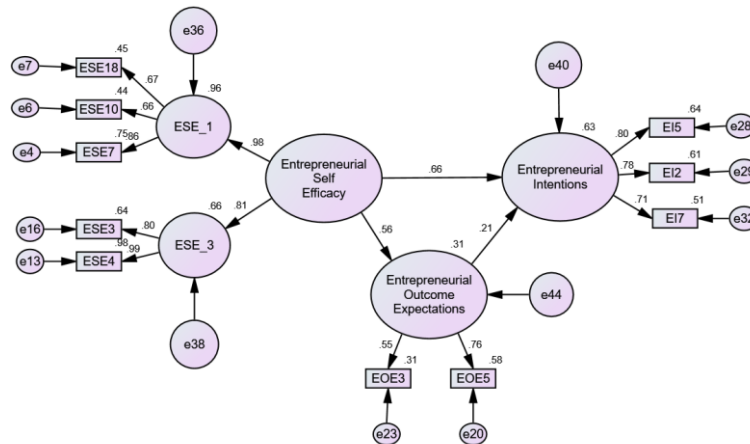 e36
.45
e7
ESE18
.67
e40
.96
.44
e6
ESE10
.66
ESE_1
.64
.63
.80
EI5
e28
.75
.86
e4
ESE7
.98
Entrepreneurial
Self
Efficacy
.66
Entrepreneurial
Intentions
.61
.78
EI2
e29
.71
.51
EI7
e32
.66
.81
.64
e16
ESE3
.80
ESE_3
.56
.21
.31
.98
.99
e13
ESE4
Entrepreneurial
Outcome
Expectations
e44
e38
.55
.76
.31
.58
EOE3
EOE5
e23
e20